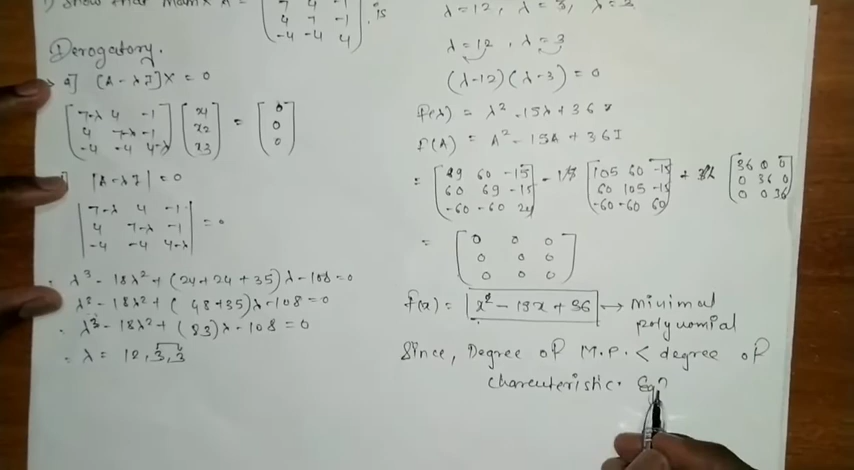 1) Show that Matrix A = [7 4 -1
4 7 -1
-4 -4 4] . is
Derogatory.
→ a] [A - λI]X = 0
[7-λ 4 -1
4 7-λ -1
-4 -4 4-λ] [x1
x2
x3] = [0
0
0]
|A - λI| = 0
|7-λ 4 -1
4 7-λ -1
-4 -4 4-λ| = 0
λ³ - 18λ² + (24+24+35)λ - 108 = 0
λ³ - 18λ² + (48+35)λ - 108 = 0
∴ λ³ - 18λ² + (83)λ - 108 = 0
∴ λ = 12, 3, 3
λ = 12, λ = 3, λ = 3
λ = 12, λ = 3
(λ-12)(λ-3) = 0
f(λ) = λ² - 15λ + 36
f(A) = A² - 15A + 36I
= [69 60 -15
60 69 -15
-60 -60 24] - [105 60 -15
60 105 -15
-60 -60 60] + [36 0 0
0 36 0
0 0 36]
= [0 0 0
0 0 0
0 0 0]
f(x) = x² - 15x + 36 → minimal
polynomial
Since, Degree of M.P. < degree of
charcuteristic. Eqn